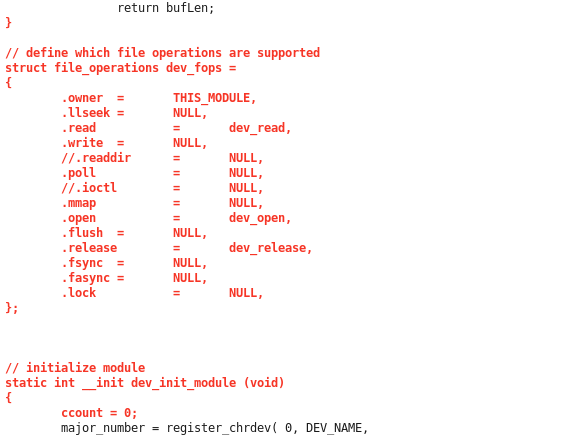 return bufLen;
}
// define which file operations are supported
struct file_operations dev_fops =
{
.owner = THIS_MODULE,
.llseek = NULL,
.read = dev_read,
.write = NULL,
//.readdir = NULL,
.poll = NULL,
//.ioctl = NULL,
.mmap = NULL,
.open = dev_open,
.flush = NULL,
.release = dev_release,
.fsync = NULL,
.fasync = NULL,
.lock = NULL,
};
// initialize module
static int __init dev_init_module (void)
{
ccount = 0;
major_number = register_chrdev( 0, DEV_NAME,